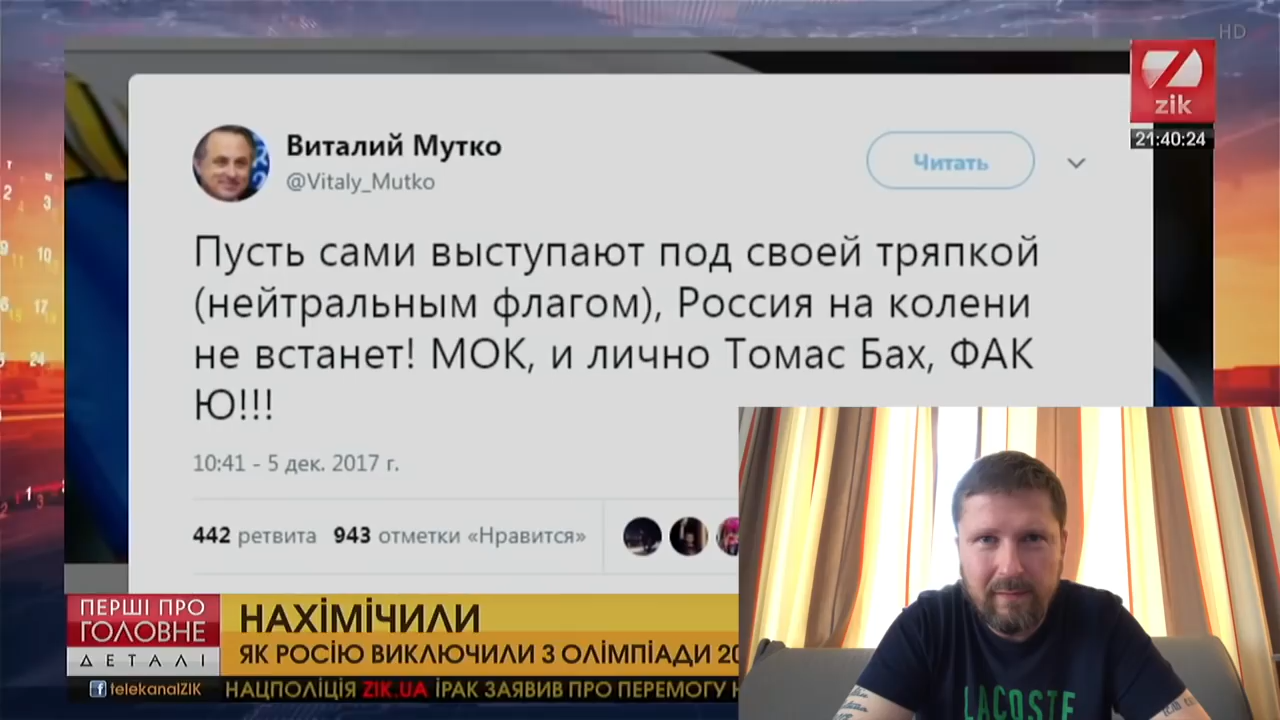 HD
zik
21:40:24
Виталий Мутко
@Vitaly_Mutko
Читать
Пусть сами выступают под своей тряпкой
(нейтральным флагом), Россия на колени
не встанет! МОК, и лично Томас Бах, ФАК
Ю!!!
10:41 - 5 дек. 2017 г.
442 ретвита 943 отметки «Нравится»
ПЕРШІ ПРО
ГОЛОВНЕ
ДЕТАЛІ
НАХІМІЧИЛИ
ЯК РОСІЮ ВИКЛЮЧИЛИ З ОЛІМПІАДИ 20
telekanalZIK
НАЦПОЛІЦІЯ ZIK.UA ІРАК ЗАЯВИВ ПРО ПЕРЕМОГУ Н
LACOSTE